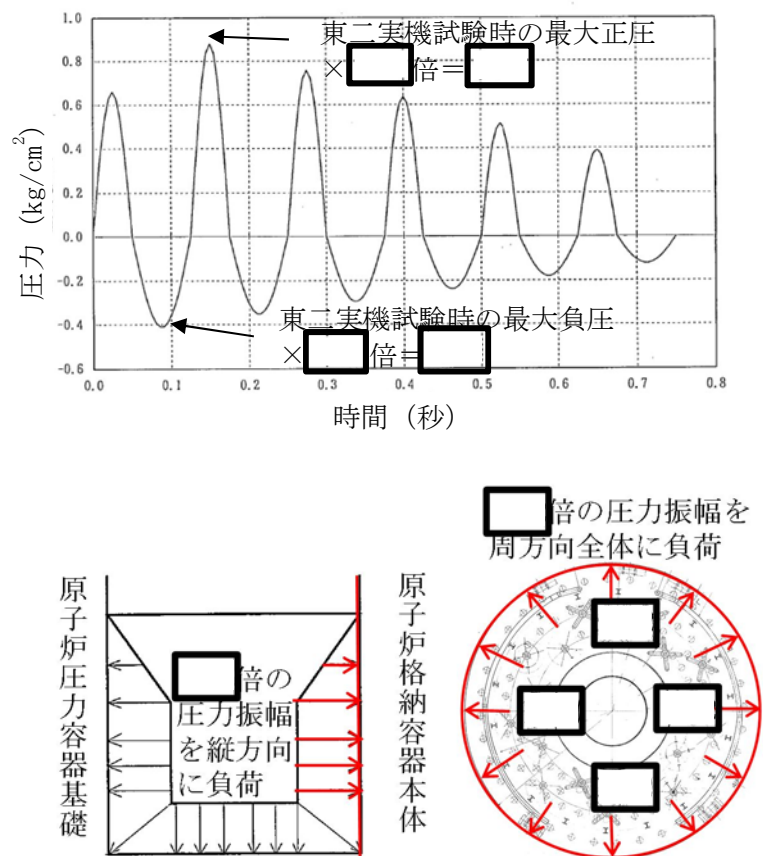 1.0
0.8
0.6
0.4
0.2
0.0
-0.2
-0.4
-0.6
圧力 (kg/cm²)
東二実機試験時の最大正圧
× 倍＝
東二実機試験時の最大負圧
× 倍＝
0.0 0.1 0.2 0.3 0.4 0.5 0.6 0.7 0.8
時間（秒）
倍の圧力振幅を
周方向全体に負荷
原子炉圧力容器基礎
倍の
圧力振幅
を縦方向
に負荷
原子炉格納容器本体